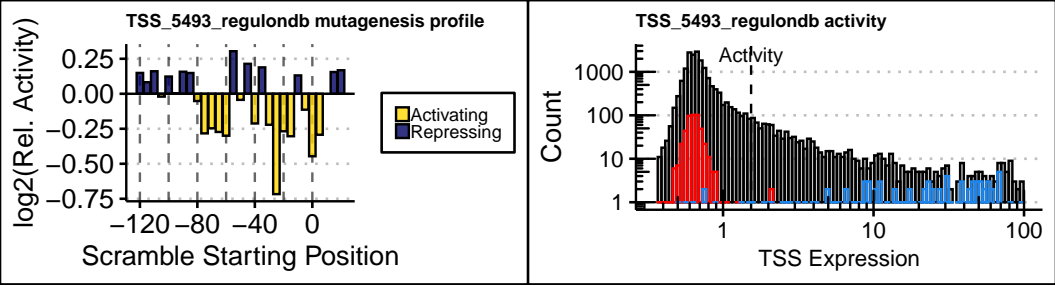 TSS_5493_regulondb mutagenesis profile
log2(Rel. Activity)
0.25
0.00
−0.25
−0.50
−0.75
−120 −80 −40 0
Scramble Starting Position
Activating
Repressing
TSS_5493_regulondb activity
Activity
Count
1000
100
10
1
1 10 100
TSS Expression